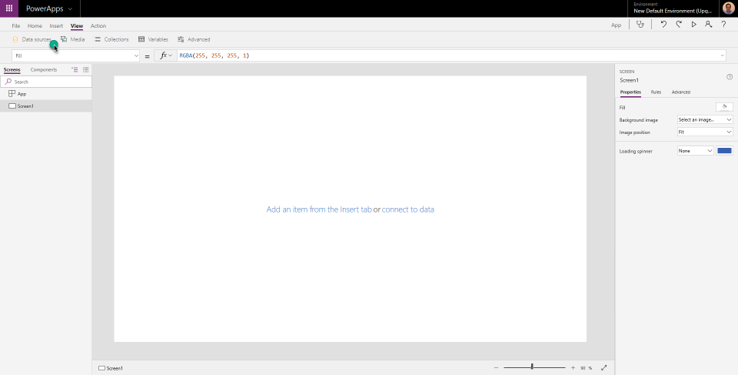 PowerApps
Environment
New Default Environment (Upg...
File Home Insert View Action
App
Data sources Media Collections Variables Advanced
Fill = fx RGBA(255, 255, 255, 1)
Screens Components
Search
App
Screen1
Add an item from the Insert tab or connect to data
SCREEN
Screen1
Properties Rules Advanced
Fill
Background image Select an image...
Image position Fit
Loading spinner None
Screen1
%